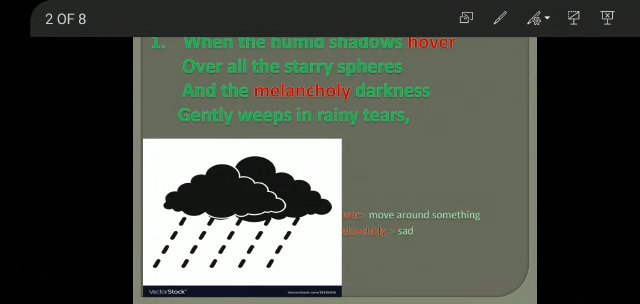 2 OF 8
1. When the humid shadows hover
Over all the starry spheres
And the melancholy darkness
Gently weeps in rainy tears,
move around something
:- sad
VectorStock®